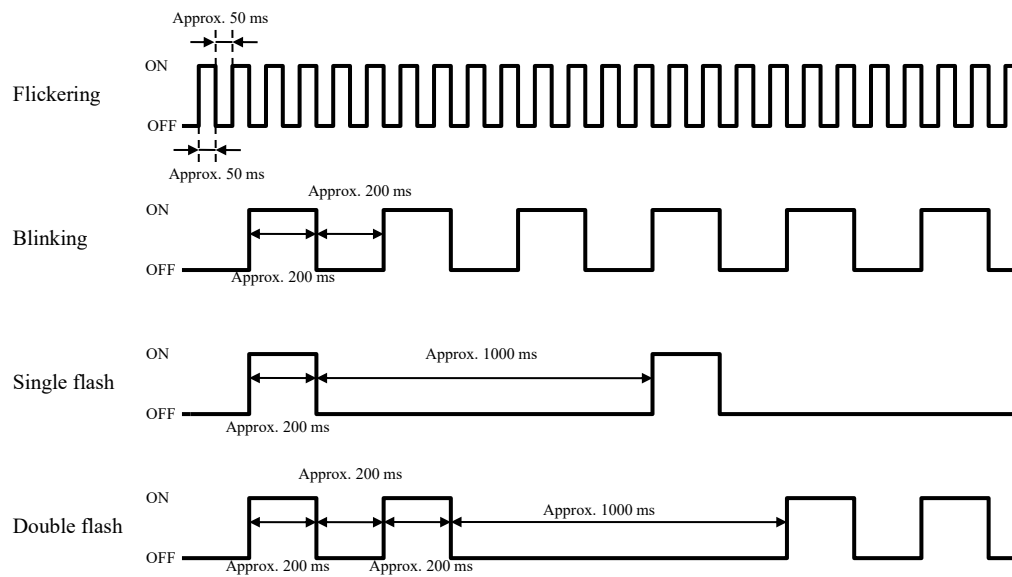 Approx. 50 ms
ON
Flickering
OFF
Approx. 50 ms
Approx. 200 ms
ON
Blinking
OFF
Approx. 200 ms
ON
Approx. 1000 ms
Single flash
OFF
Approx. 200 ms
Approx. 200 ms
ON
Approx. 1000 ms
Double flash
OFF
Approx. 200 ms Approx. 200 ms